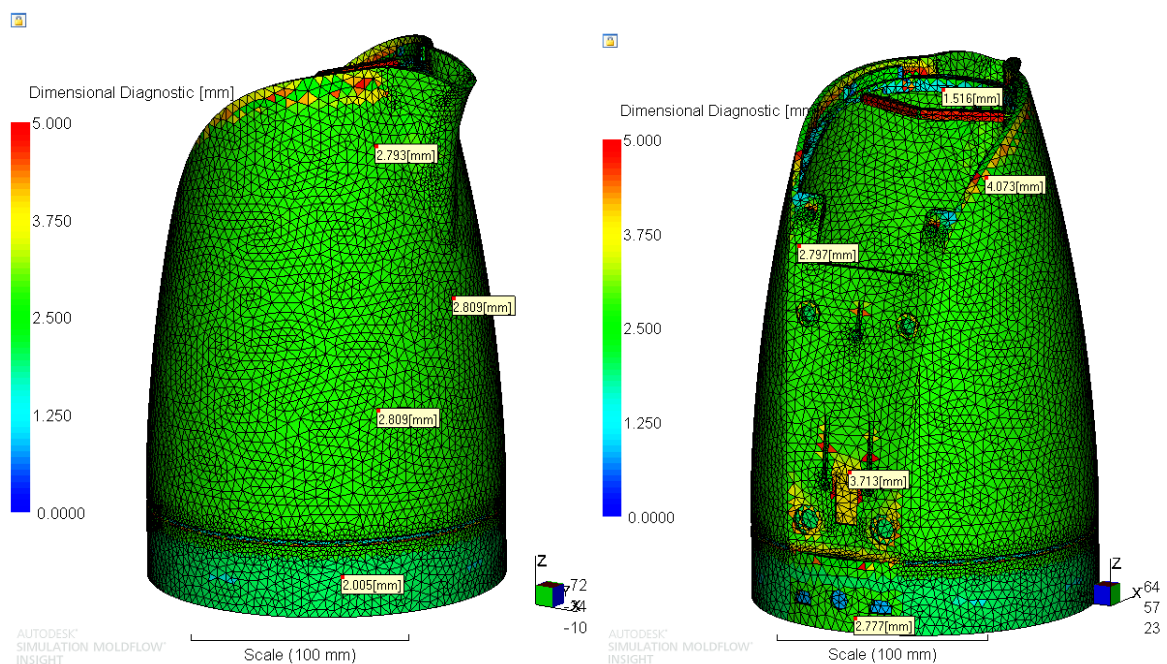 Dimensional Diagnostic [mm]
5.000
3.750
2.500
1.250
0.0000
2.793[mm]
2.809[mm]
2.809[mm]
2.005[mm]
Z
X
-72
-34
-10
AUTODESK®
SIMULATION MOLDFLOW®
INSIGHT
Scale (100 mm)
Dimensional Diagnostic [mm
5.000
3.750
2.500
1.250
0.0000
1.516[mm]
4.073[mm]
2.797[mm]
3.713[mm]
2.777[mm]
Z
X
-64
57
23
AUTODESK®
SIMULATION MOLDFLOW®
INSIGHT
Scale (100 mm)